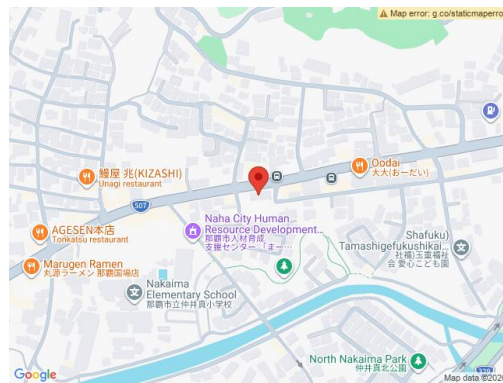 Map error: g.co/staticmaperro
Oodai
大大(おーだい)
鰻屋 兆(KIZASHI)
Unagi restaurant
507
AGESEN本店
Tonkatsu restaurant
Naha City Human
Resource Development...
那覇市人材育成
支援センター「まー…
Shafuku)
Tamashigefukushikai...
社福)玉重福祉
会 愛心こども園
Marugen Ramen
丸源ラーメン 那覇国場店
Nakaima
Elementary School
那覇市立仲井真小学校
North Nakaima Park
仲井真北公園
Google
Map data ©202